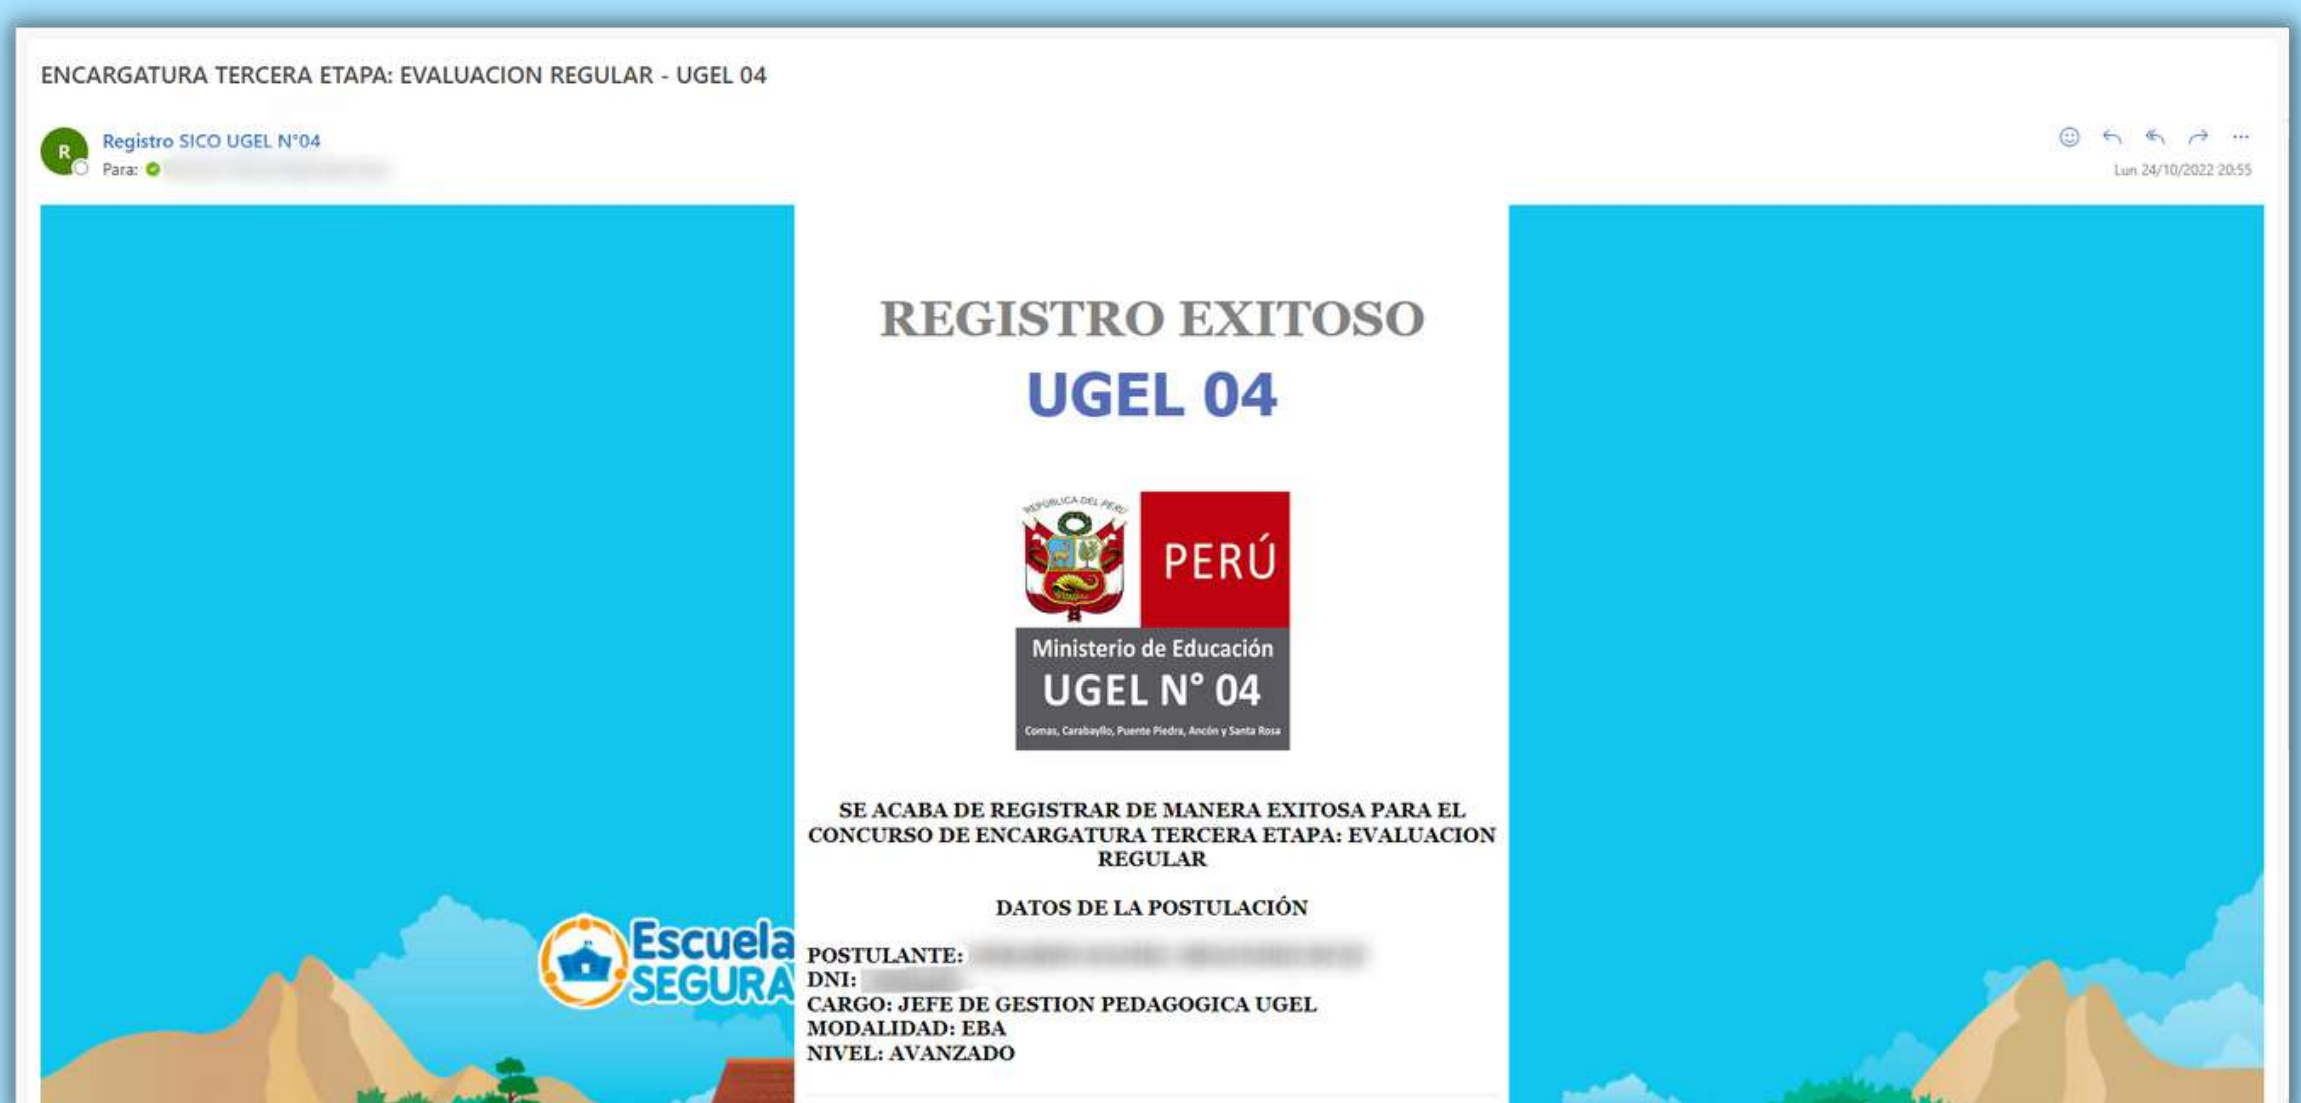 ENCARGATURA TERCERA ETAPA: EVALUACION REGULAR - UGEL 04
R
Registro SICO UGEL N°04
Para:
Lun 24/10/2022 20:55
REGISTRO EXITOSO
UGEL 04
REPÚBLICA DEL PERÚ
PERÚ
Ministerio de Educación
UGEL N° 04
Comas, Carabayllo, Puente Piedra, Ancón y Santa Rosa
SE ACABA DE REGISTRAR DE MANERA EXITOSA PARA EL
CONCURSO DE ENCARGATURA TERCERA ETAPA: EVALUACION
REGULAR
DATOS DE LA POSTULACIÓN
Escuela
SEGURA
POSTULANTE:
DNI:
CARGO: JEFE DE GESTION PEDAGOGICA UGEL
MODALIDAD: EBA
NIVEL: AVANZADO